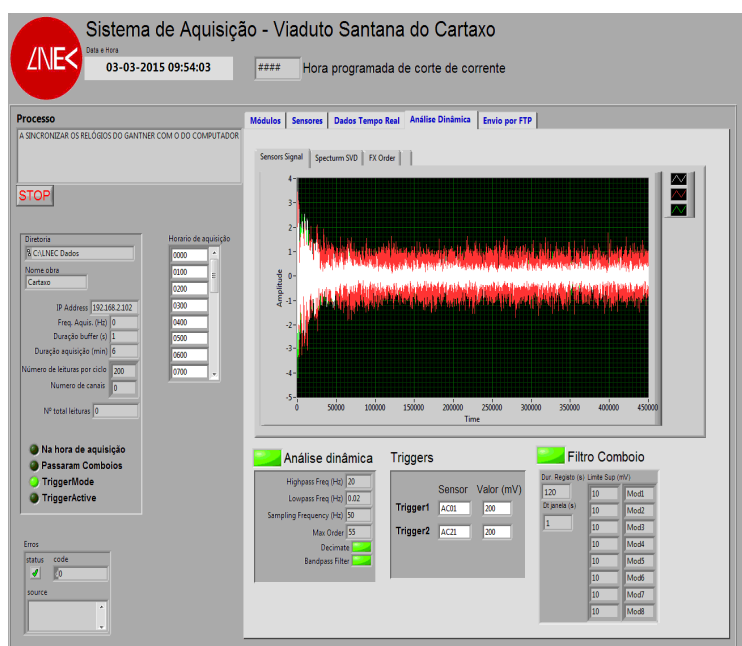 LNEC
Sistema de Aquisição - Viaduto Santana do Cartaxo
Data e Hora
03-03-2015 09:54:03
#### Hora programada de corte de corrente
Processo
A SINCRONIZAR OS RELÓGIOS DO GANTNER COM O DO COMPUTADOR
STOP
Diretoria
C:\LNEC Dados
Nome obra
Cartaxo
IP Address 192.168.2.102
Freq. Aquis. (Hz) 0
Duração buffer (s) 1
Duração aquisição (min) 6
Número de leituras por ciclo 200
Numero de canais 0
Nº total leituras 0
Horario de aquisição
0000
0100
0200
0300
0400
0500
0600
0700
Na hora de aquisição
Passaram Comboios
TriggerMode
TriggerActive
Erros
status code
0
source
Módulos Sensores Dados Tempo Real Análise Dinâmica Envio por FTP
Sensors Signal Specturm SVD FX Order
Amplitude
4
3
2
1
0
-1
-2
-3
-4
-5
0 50000 100000 150000 200000 250000 300000 350000 400000 450000
Time
Análise dinâmica
Highpass Freq (Hz) 20
Lowpass Freq (Hz) 0.02
Sampling Frequency (Hz) 50
Max Order 55
Decimate
Bandpass Filter
Triggers
Sensor Valor (mV)
Trigger1 AC01 200
Trigger2 AC21 200
Filtro Comboio
Dur. Registo (s) Limite Sup (mV)
120
Dt janela (s)
1
10 Mod1
10 Mod2
10 Mod3
10 Mod4
10 Mod5
10 Mod6
10 Mod7
10 Mod8